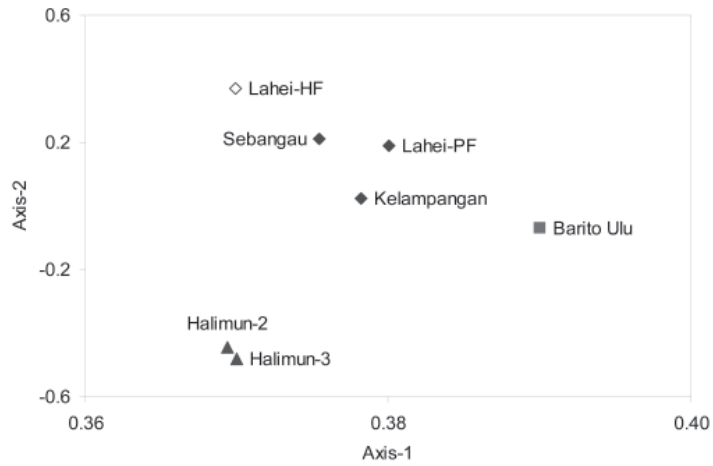 0.6
Lahei-HF
Sebangau
Lahei-PF
0.2
Kelampangan
Axis-2
Barito Ulu
-0.2
Halimun-2
Halimun-3
-0.6
0.36
0.38
0.40
Axis-1